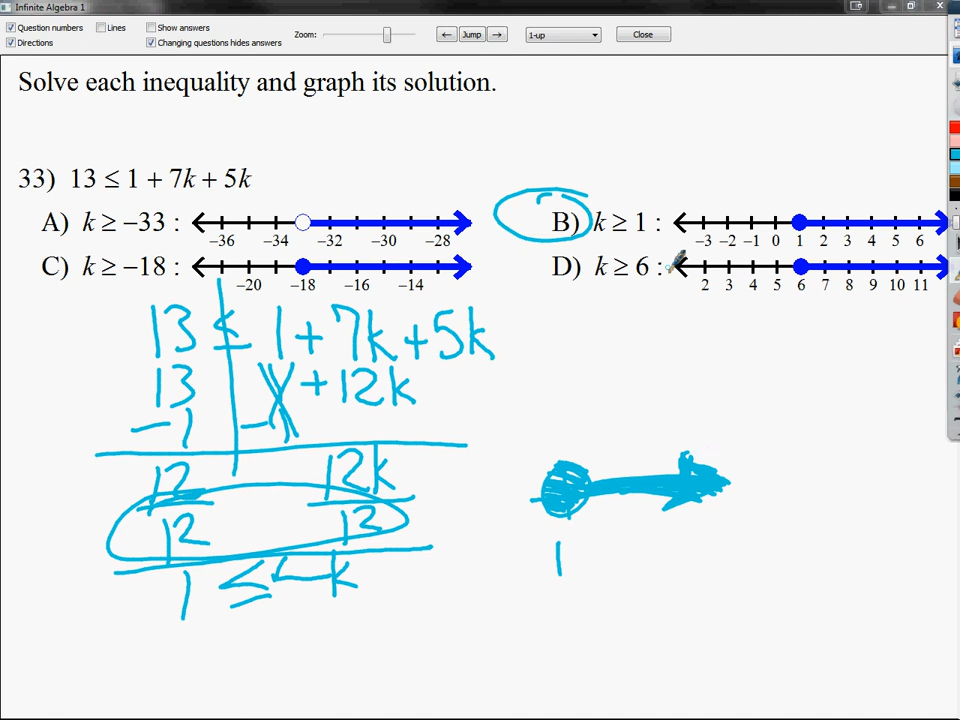 Infinite Algebra 1
Question numbers Lines Show answers Zoom: Jump 1-up Close
Directions Changing questions hides answers
Solve each inequality and graph its solution.
33) 13 ≤ 1 + 7k + 5k
A) k ≥ −33 :
−36 −34 −32 −30 −28
B) k ≥ 1 :
−3 −2 −1 0 1 2 3 4 5 6
C) k ≥ −18 :
−20 −18 −16 −14
D) k ≥ 6 :
2 3 4 5 6 7 8 9 10 11
13 ≤ 1 + 7k + 5k
13 1 + 12k
−1 −1
12 12k
12 12
1 ≤ k
1